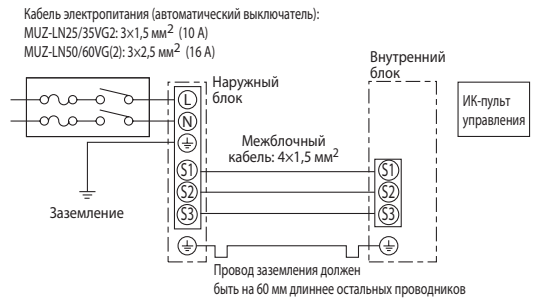 Кабель электропитания (автоматический выключатель):
MUZ-LN25/35VG2: 3×1,5 мм² (10 А)
MUZ-LN50/60VG(2): 3×2,5 мм² (16 А)
Наружный
блок
Внутренний
блок
ИК-пульт
управления
L
N
Межблочный
кабель: 4×1,5 мм²
S1
S2
S3
S1
S2
S3
Заземление
Провод заземления должен
быть на 60 мм длиннее остальных проводников